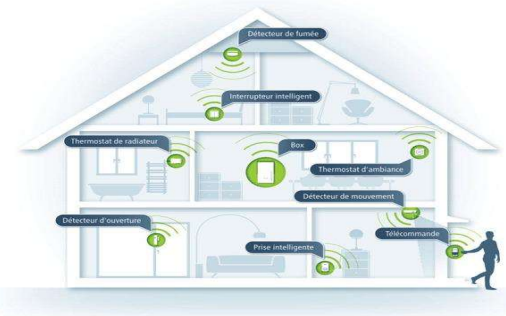 Détecteur de fumée
Interrupteur intelligent
Thermostat de radiateur
Box
Thermostat d'ambiance
Détecteur de mouvement
Détecteur d'ouverture
Télécommande
Prise intelligente